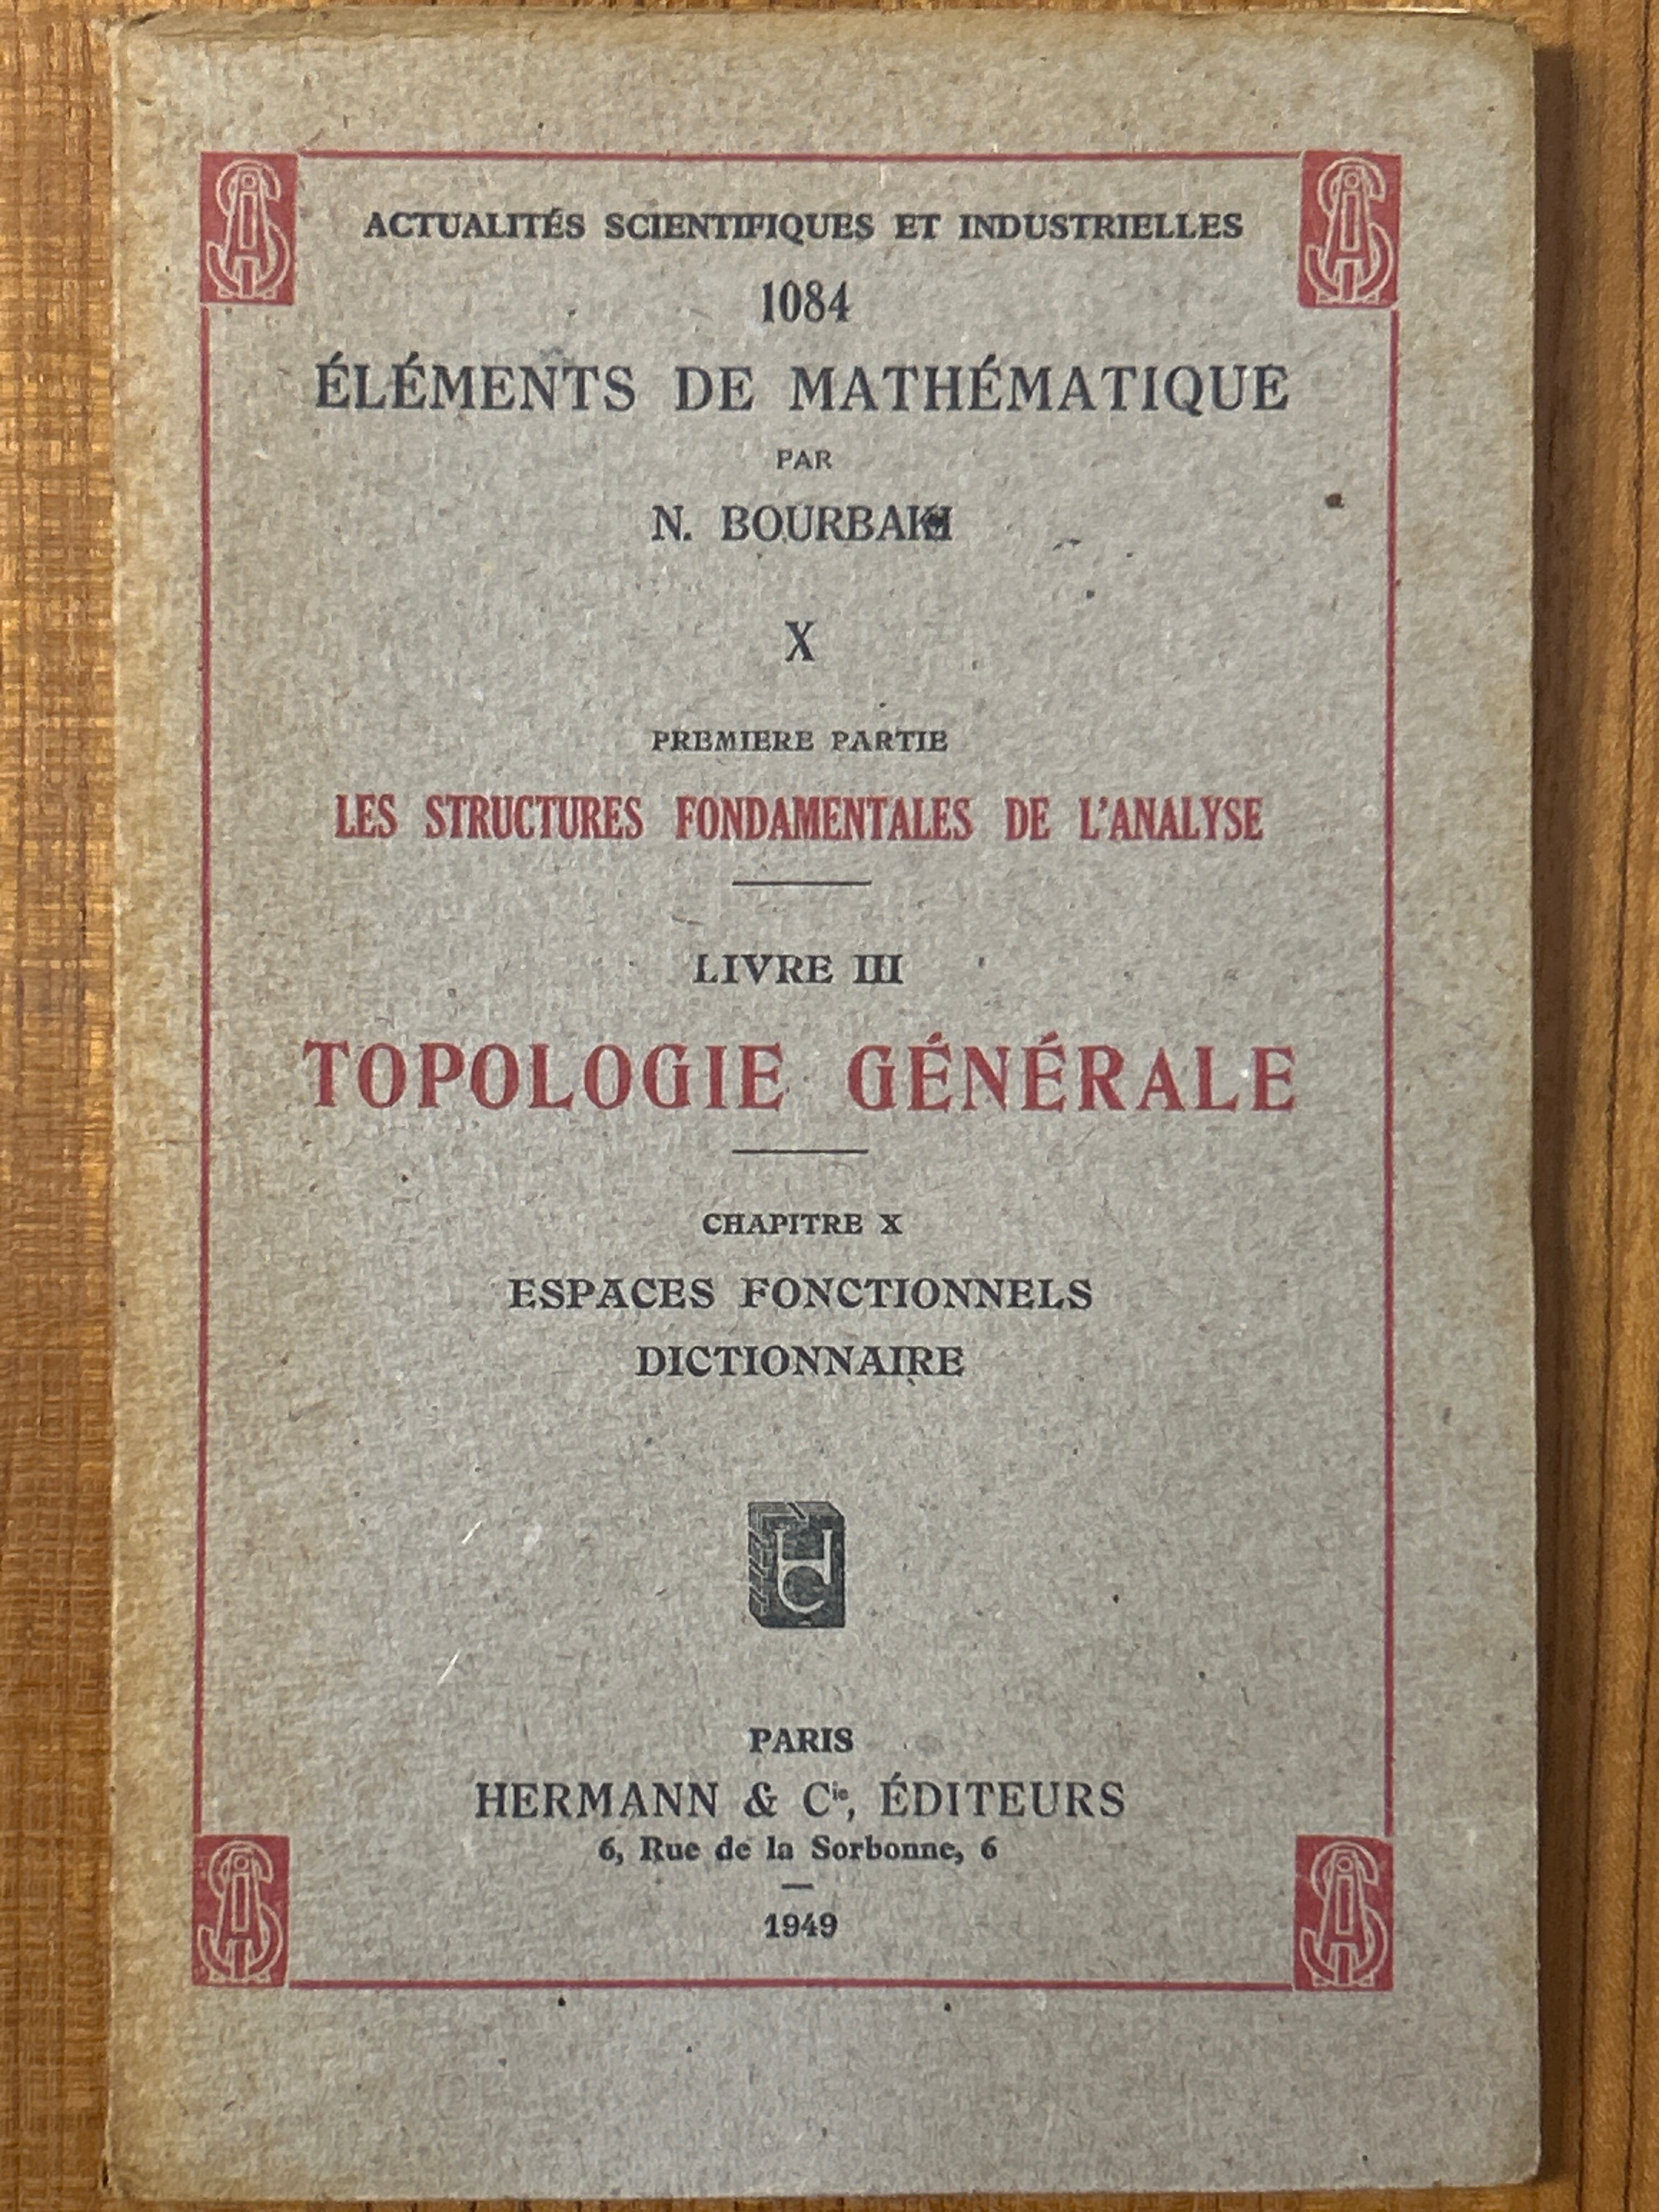 ACTUALITÉS SCIENTIFIQUES ET INDUSTRIELLES
1084
ÉLÉMENTS DE MATHÉMATIQUE
PAR
N. BOURBAKI
X
PREMIERE PARTIE
LES STRUCTURES FONDAMENTALES DE L'ANALYSE
LIVRE III
TOPOLOGIE GÉNÉRALE
CHAPITRE X
ESPACES FONCTIONNELS
DICTIONNAIRE
PARIS
HERMANN & Cie, ÉDITEURS
6, Rue de la Sorbonne, 6
1949